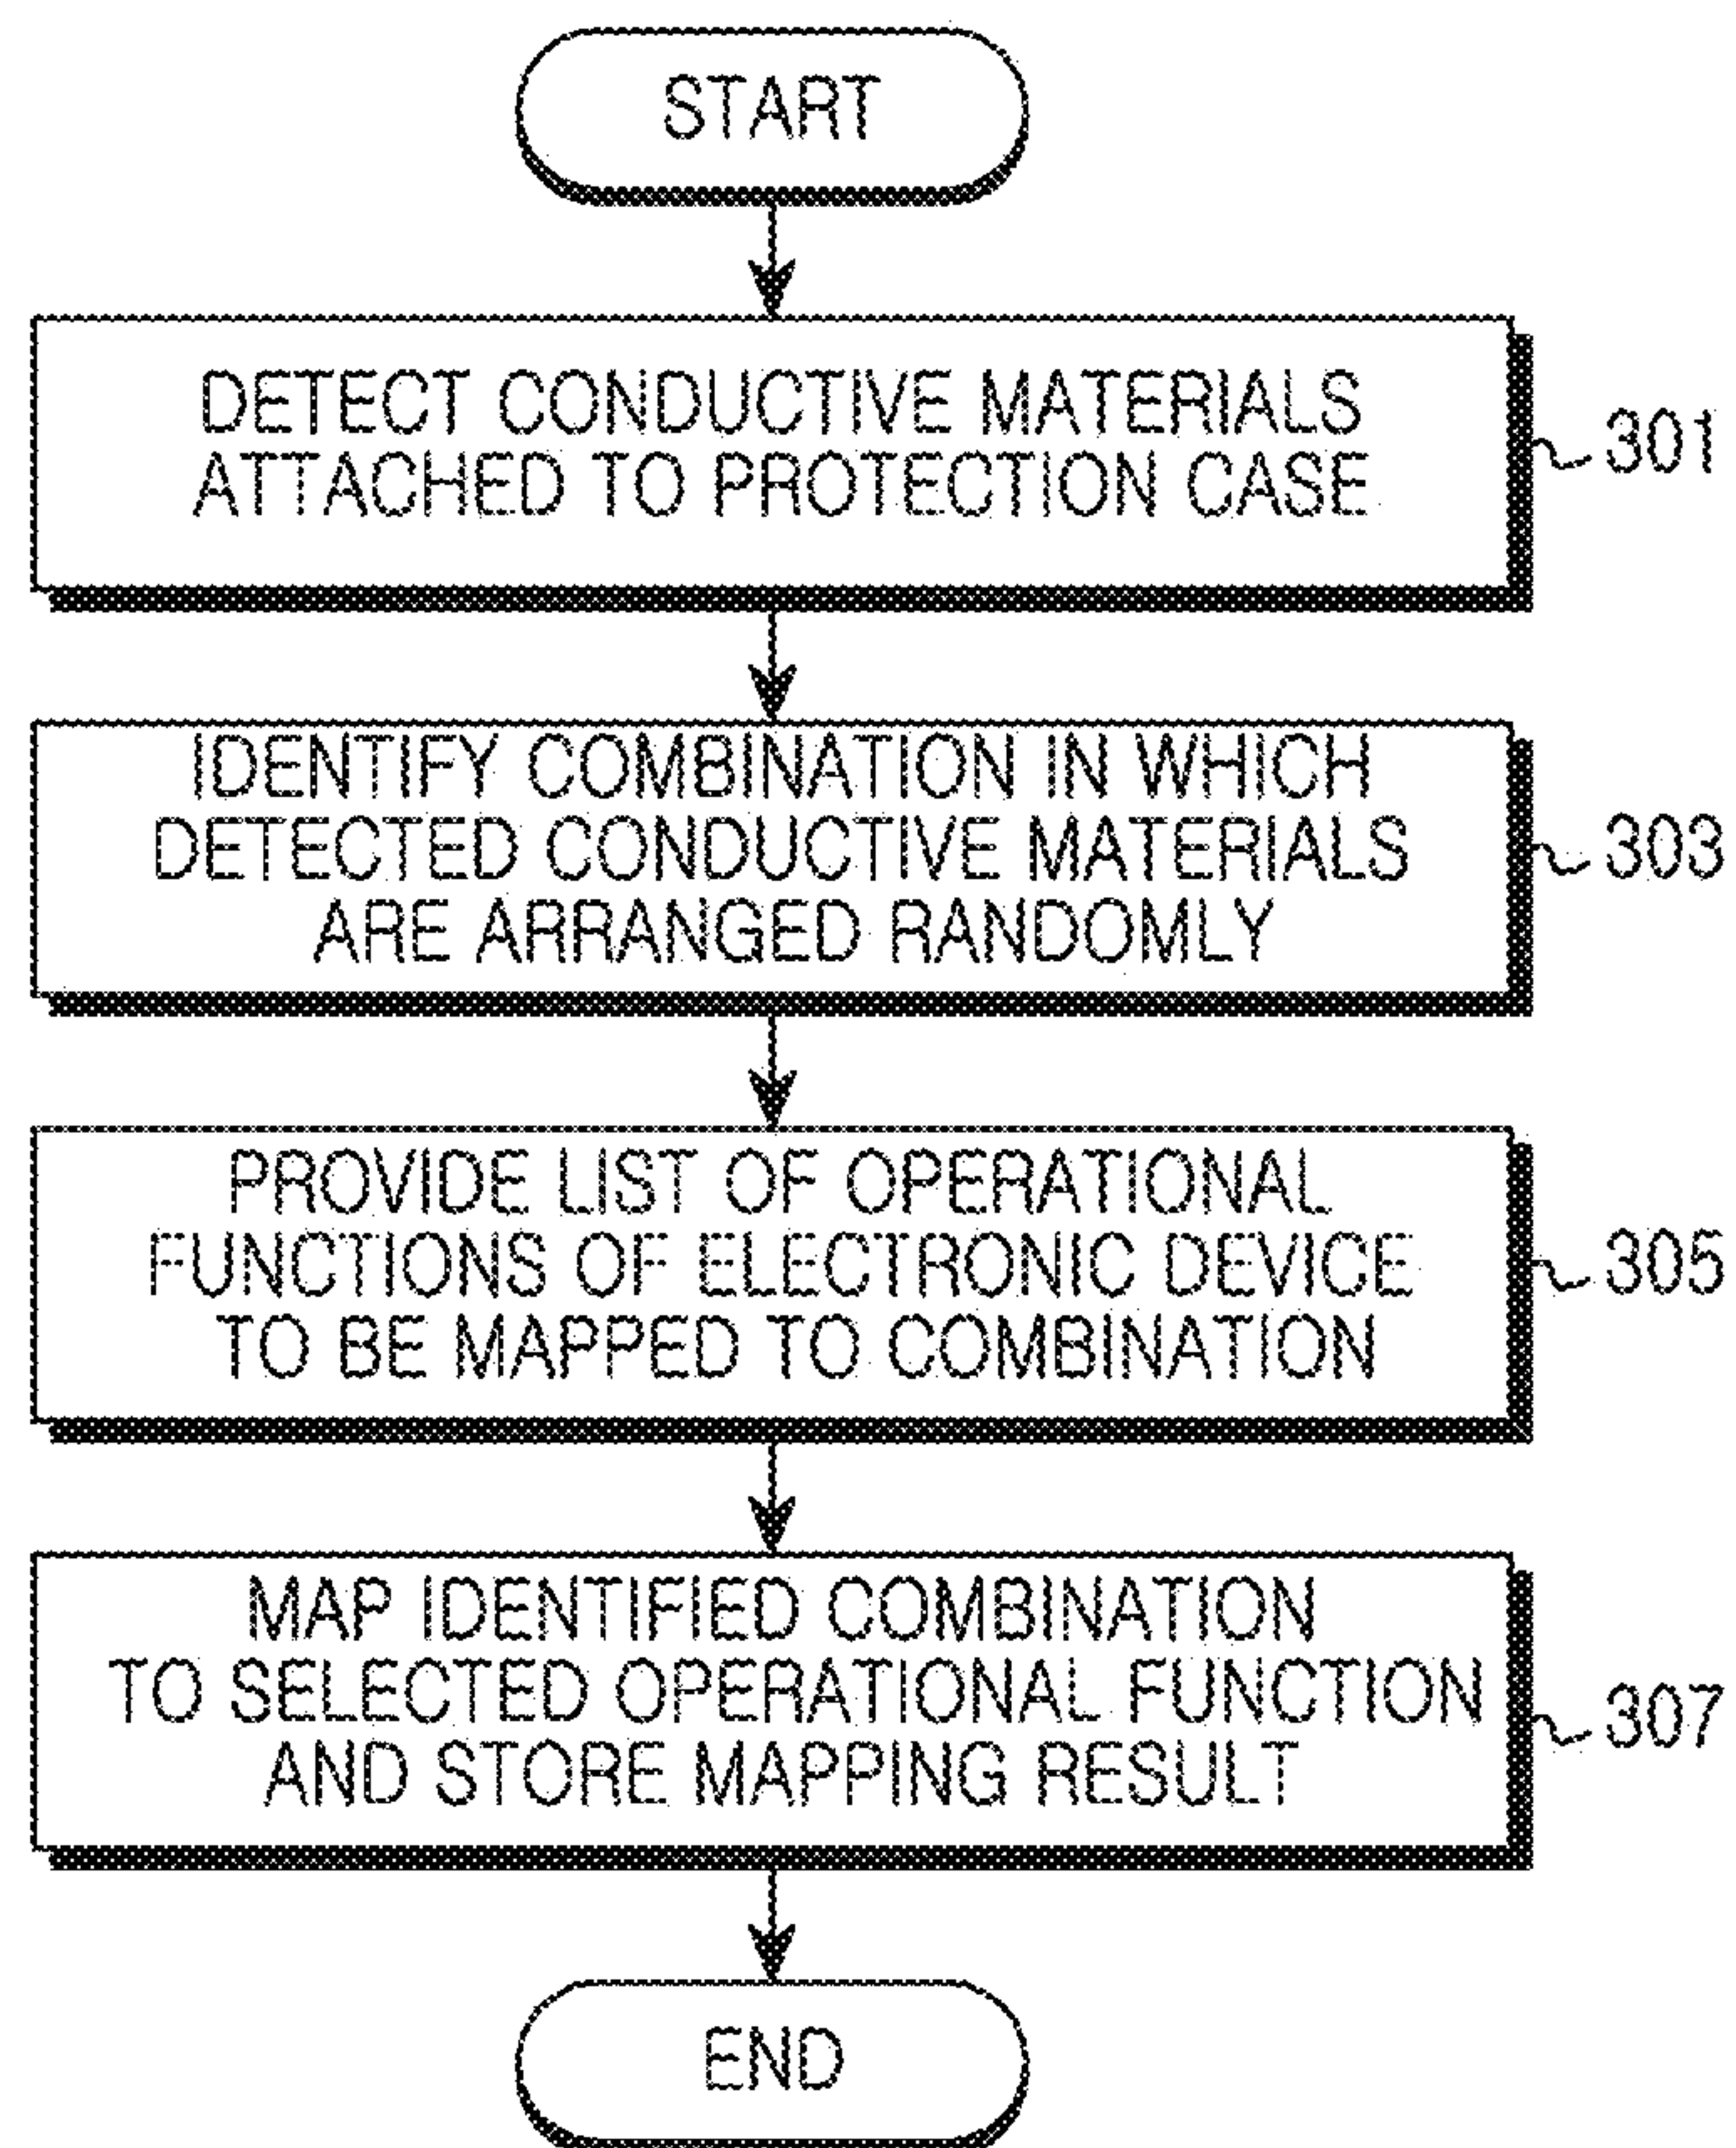 START
DETECT CONDUCTIVE MATERIALS
ATTACHED TO PROTECTION CASE
301
IDENTIFY COMBINATION IN WHICH
DETECTED CONDUCTIVE MATERIALS
ARE ARRANGED RANDOMLY
303
PROVIDE LIST OF OPERATIONAL
FUNCTIONS OF ELECTRONIC DEVICE
TO BE MAPPED TO COMBINATION
305
MAP IDENTIFIED COMBINATION
TO SELECTED OPERATIONAL FUNCTION
AND STORE MAPPING RESULT
307
END